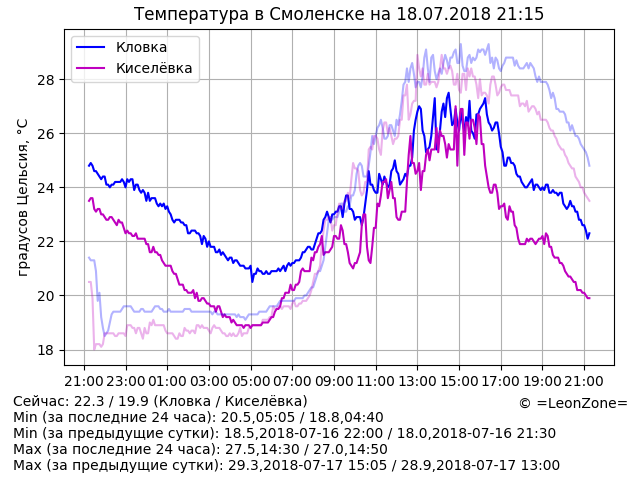 Температура в Смоленске на 18.07.2018 21:15
Кловка
Киселёвка
градусов Цельсия, °C
28
26
24
22
20
18
21:00 23:00 01:00 03:00 05:00 07:00 09:00 11:00 13:00 15:00 17:00 19:00 21:00
Сейчас: 22.3 / 19.9 (Кловка / Киселёвка)
© =LeonZone=
Min (за последние 24 часа): 20.5,05:05 / 18.8,04:40
Min (за предыдущие сутки): 18.5,2018-07-16 22:00 / 18.0,2018-07-16 21:30
Max (за последние 24 часа): 27.5,14:30 / 27.0,14:50
Max (за предыдущие сутки): 29.3,2018-07-17 15:05 / 28.9,2018-07-17 13:00